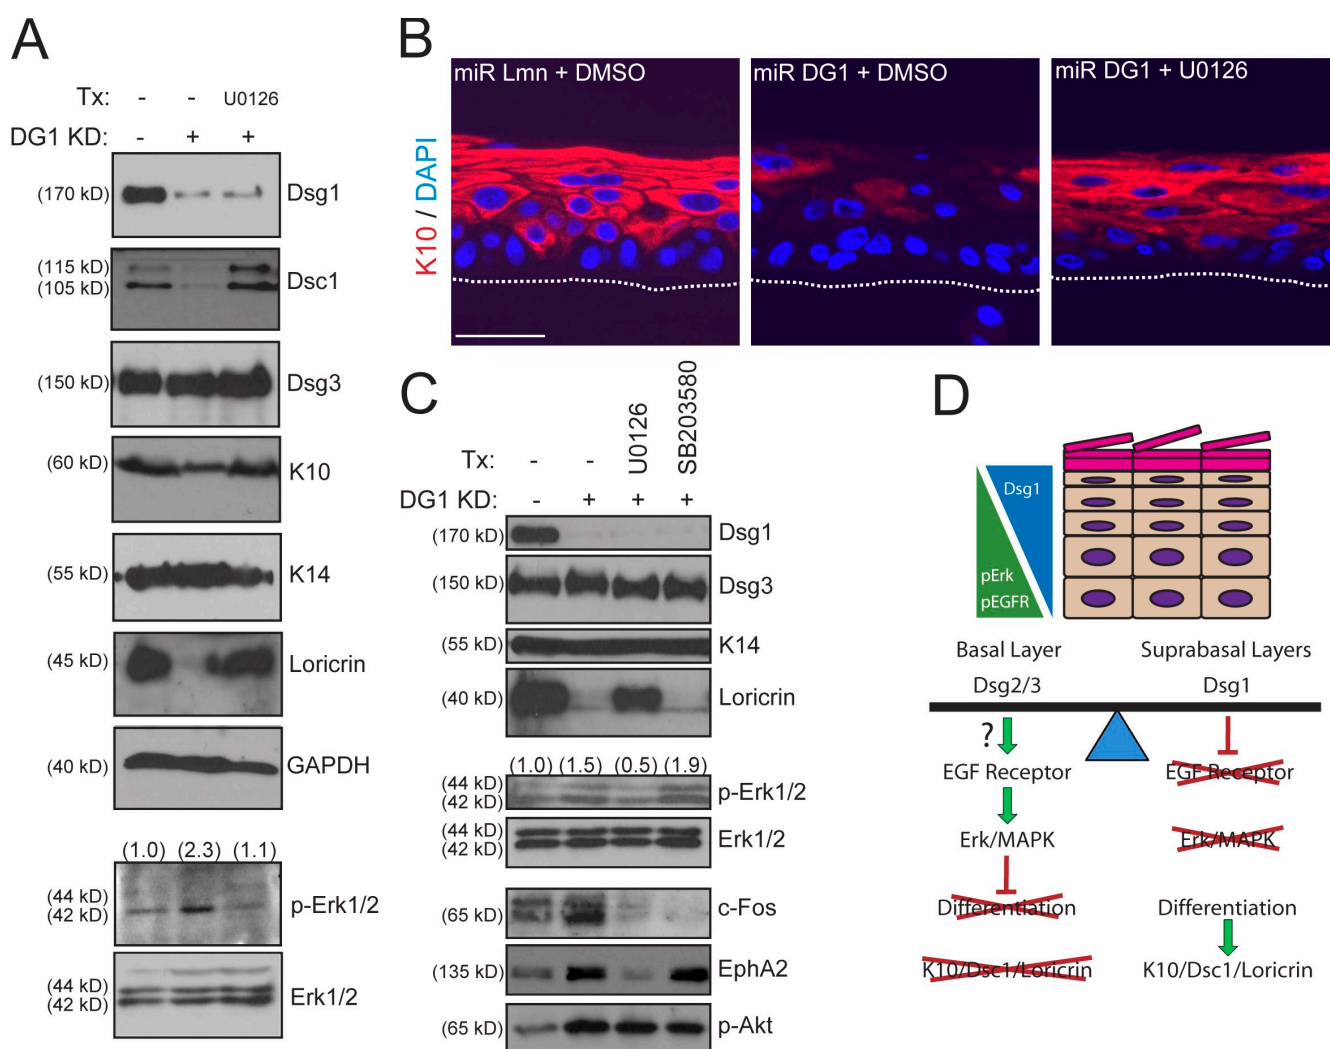 A
Tx: - - U0126
DG1 KD: - + +
(170 kD) Dsg1
(115 kD)
(105 kD) Dsc1
(150 kD) Dsg3
(60 kD) K10
(55 kD) K14
(45 kD) Loricrin
(40 kD) GAPDH
(1.0) (2.3) (1.1)
(44 kD)
(42 kD) p-Erk1/2
(44 kD)
(42 kD) Erk1/2
B
miR Lmn + DMSO
miR DG1 + DMSO
miR DG1 + U0126
K10 / DAPI
C
Tx: - - U0126 SB203580
DG1 KD: - + + +
(170 kD) Dsg1
(150 kD) Dsg3
(55 kD) K14
(40 kD) Loricrin
(1.0) (1.5) (0.5) (1.9)
(44 kD)
(42 kD) p-Erk1/2
(44 kD)
(42 kD) Erk1/2
(65 kD) c-Fos
(135 kD) EphA2
(65 kD) p-Akt
D
Dsg1
pErk
pEGFR
Basal Layer Suprabasal Layers
Dsg2/3 Dsg1
?
EGF Receptor EGF Receptor
Erk/MAPK Erk/MAPK
Differentiation Differentiation
K10/Dsc1/Loricrin K10/Dsc1/Loricrin